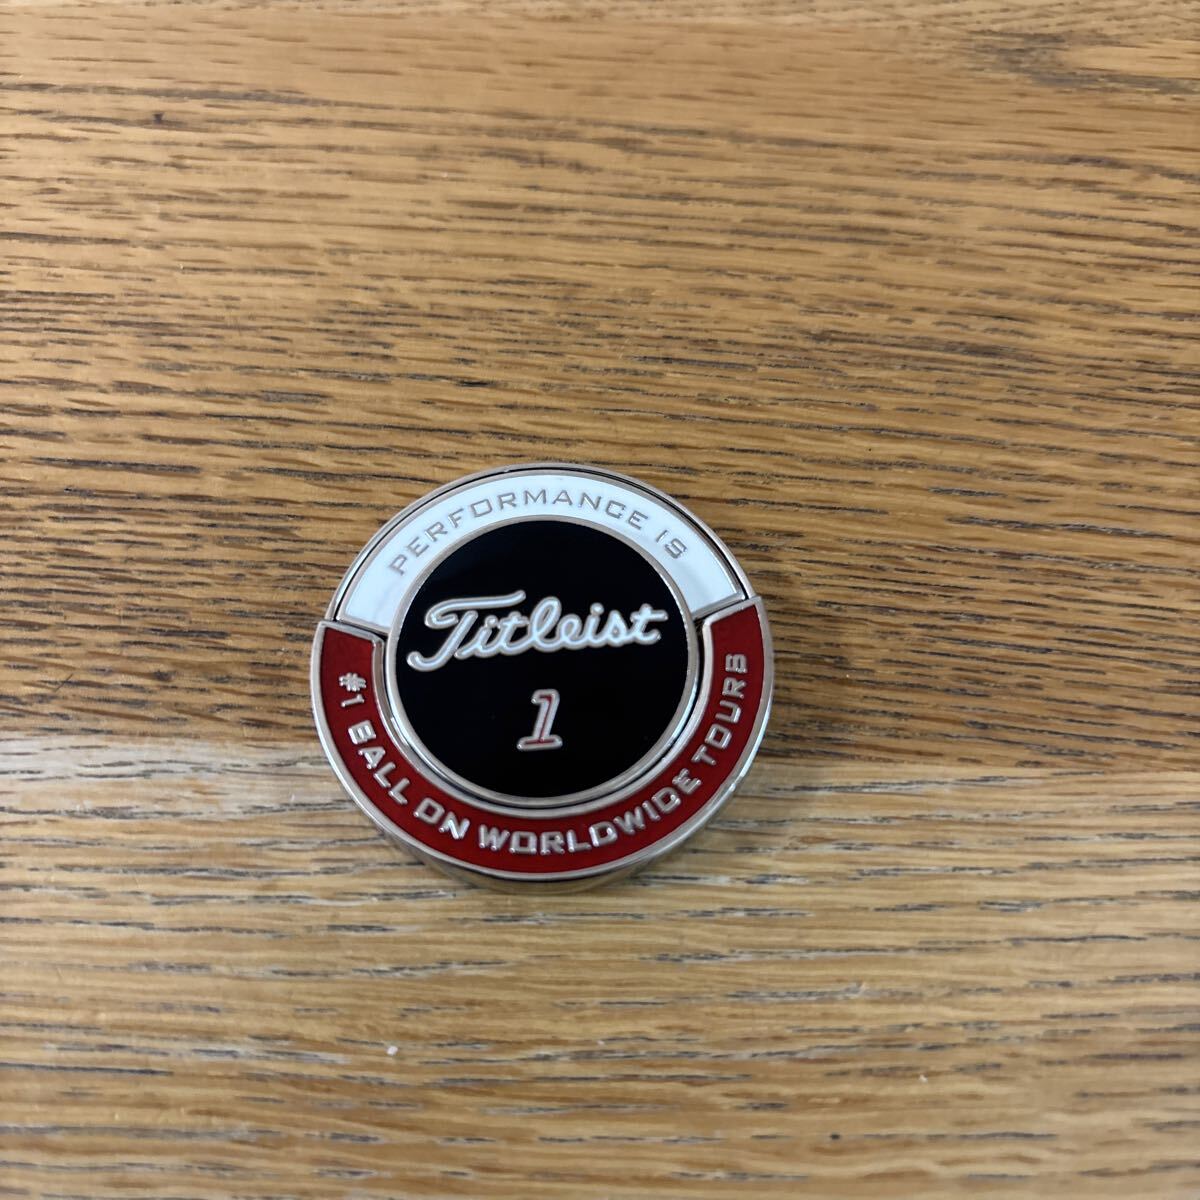 PERFORMANCE IS
Titleist
1
#1 BALL ON WORLDWIDE TOURS